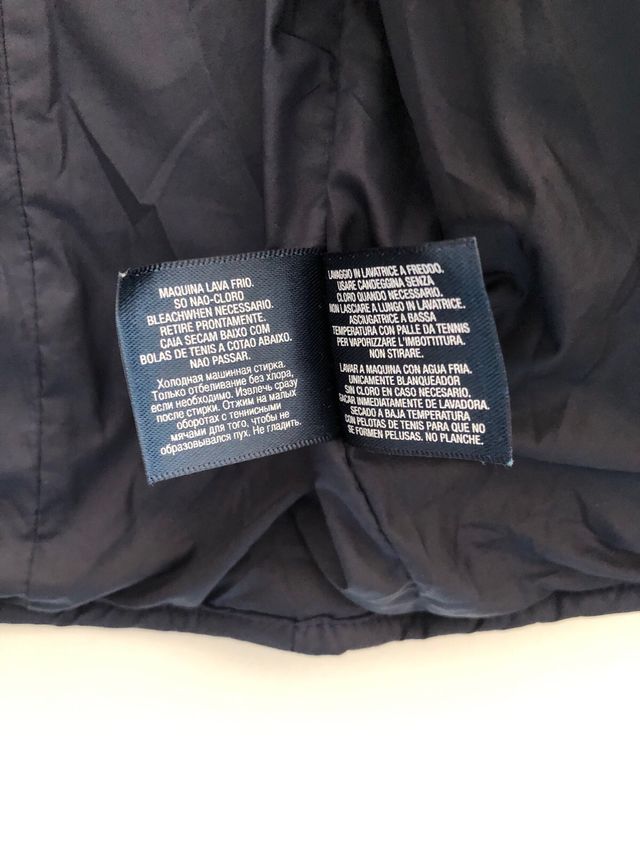 MAQUINA LAVA FRIO.
SO NAO-CLORO
BLEACHWHEN NECESSARIO.
RETIRE PRONTAMENTE.
CAIA SECAM BAIXO COM
BOLAS DE TENIS A COTAO ABAIXO.
NAO PASSAR.
Холодная машинная стирка.
Только отбеливание без хлора,
если необходимо. Извлечь сразу
после стирки. Отжим на малых
оборотах с теннисными
мячами для того, чтобы не
образовывался пух. Не гладить.
LAVAGGIO IN LAVATRICE A FREDDO.
USARE CANDEGGINA SENZA
CLORO QUANDO NECESSARIO.
NON LASCIARE A LUNGO IN LAVATRICE.
ASCIUGATRICE A BASSA
TEMPERATURA CON PALLE DA TENNIS
PER VAPORIZZARE L'IMBOTTITURA.
NON STIRARE.
LAVAR A MAQUINA CON AGUA FRIA.
UNICAMENTE BLANQUEADOR
SIN CLORO EN CASO NECESARIO.
SACAR INMEDIATAMENTE DE LAVADORA.
SECADO A BAJA TEMPERATURA
CON PELOTAS DE TENIS PARA QUE NO
SE FORMEN PELUSAS. NO PLANCHE.